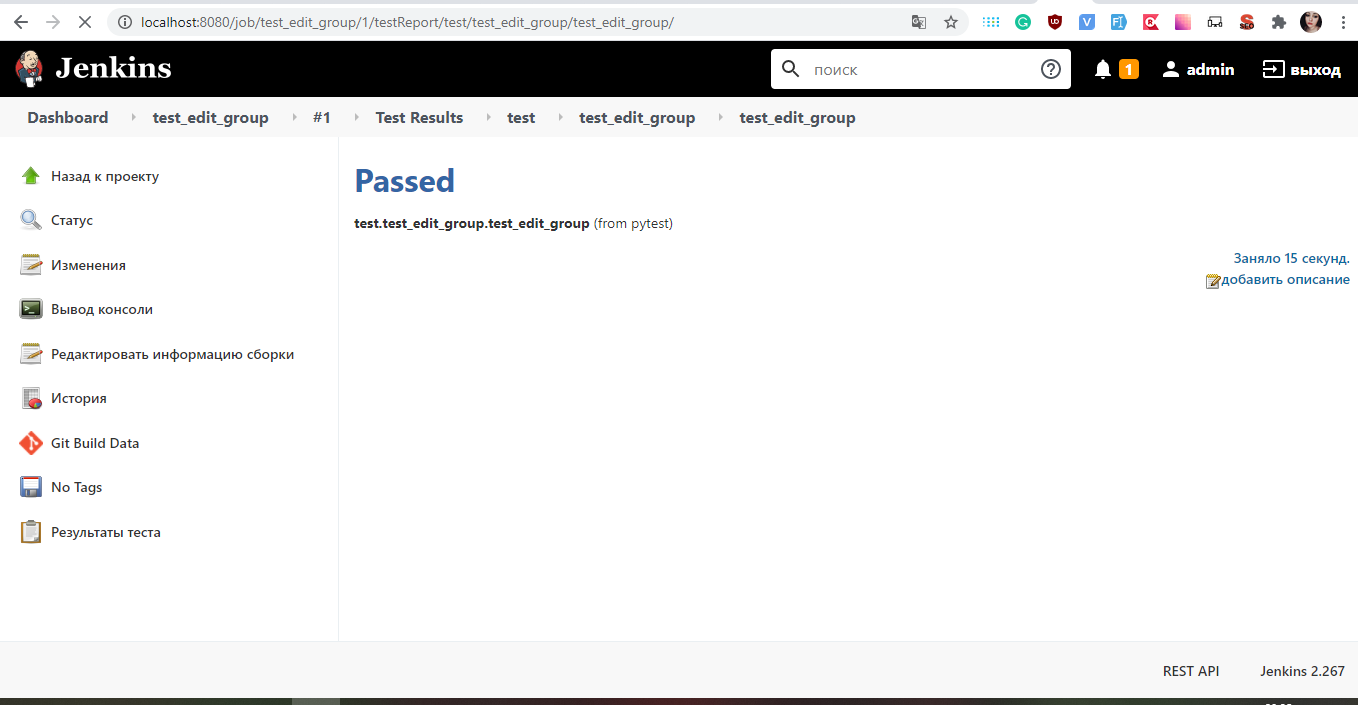 localhost:8080/job/test_edit_group/1/testReport/test/test_edit_group/test_edit_group/
Jenkins
поиск
1
admin
выход
Dashboard
test_edit_group
#1
Test Results
test
test_edit_group
test_edit_group
Назад к проекту
Статус
Изменения
Вывод консоли
Редактировать информацию сборки
История
Git Build Data
No Tags
Результаты теста
Passed
test.test_edit_group.test_edit_group (from pytest)
Заняло 15 секунд.
добавить описание
REST API
Jenkins 2.267